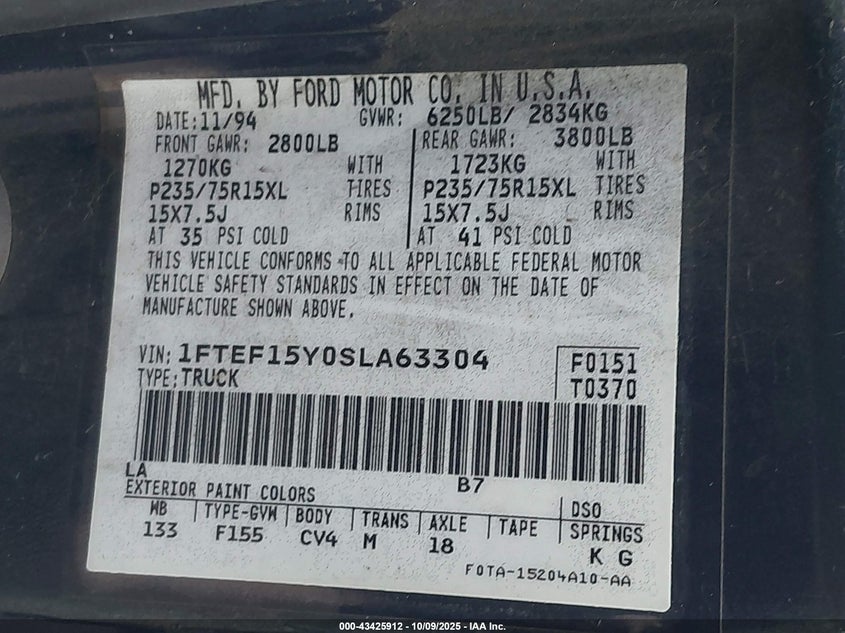 MFD. BY FORD MOTOR CO. IN U.S.A.
DATE: 11/94 GVWR: 6250LB/ 2834KG
FRONT GAWR: 2800LB REAR GAWR: 3800LB
1270KG WITH 1723KG WITH
P235/75R15XL TIRES P235/75R15XL TIRES
15X7.5J RIMS 15X7.5J RIMS
AT 35 PSI COLD AT 41 PSI COLD
THIS VEHICLE CONFORMS TO ALL APPLICABLE FEDERAL MOTOR
VEHICLE SAFETY STANDARDS IN EFFECT ON THE DATE OF
MANUFACTURE SHOWN ABOVE.
VIN: 1FTEF15Y0SLA63304 F0151
TYPE: TRUCK T0370
LA B7
EXTERIOR PAINT COLORS DSO
WB TYPE-GVW BODY TRANS AXLE TAPE SPRINGS
133 F155 CV4 M 18 K G
F0TA-15204A10-AA
000-43425912 - 10/09/2025 - IAA Inc.